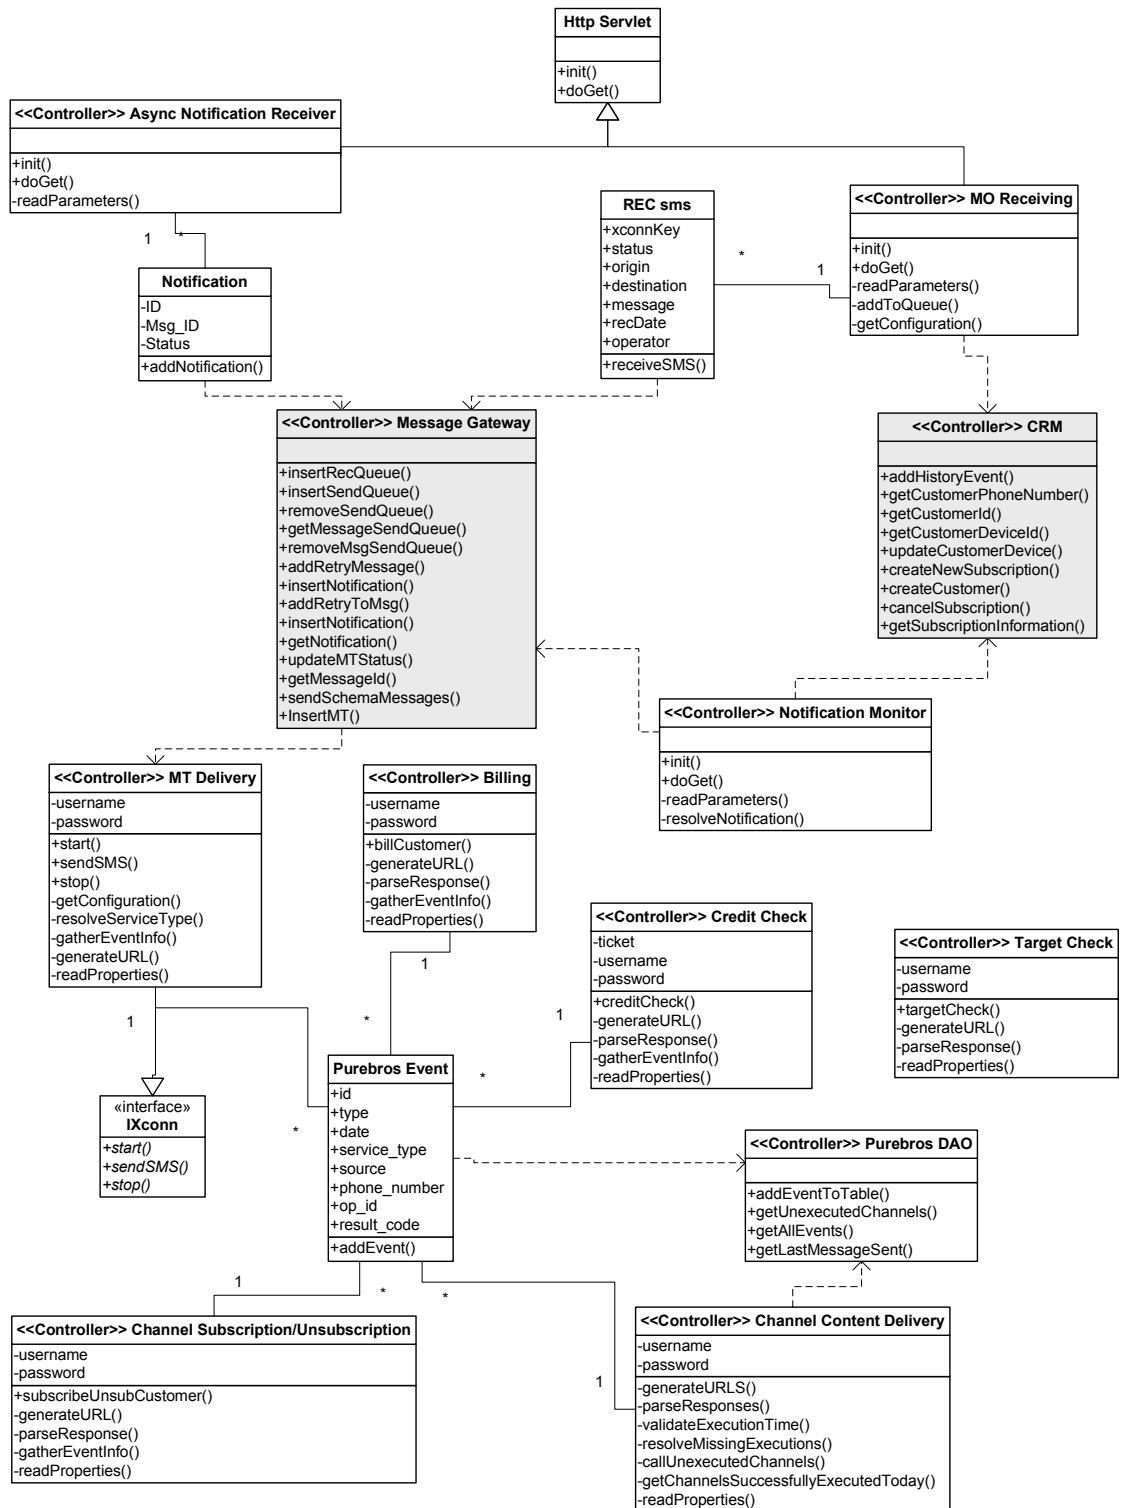 Http Servlet
+init()
+doGet()
<<Controller>> Async Notification Receiver
+init()
+doGet()
-readParameters()
1
*
Notification
-ID
-Msg_ID
-Status
+addNotification()
REC sms
+xconnKey
+status
+origin
+destination
+message
+recDate
+operator
+receiveSMS()
*
1
<<Controller>> MO Receiving
+init()
+doGet()
-readParameters()
-addToQueue()
-getConfiguration()
<<Controller>> Message Gateway
+insertRecQueue()
+insertSendQueue()
+removeSendQueue()
+getMessageSendQueue()
+removeMsgSendQueue()
+addRetryMessage()
+insertNotification()
+addRetryToMsg()
+insertNotification()
+getNotification()
+updateMTStatus()
+getMessageId()
+sendSchemaMessages()
+InsertMT()
<<Controller>> CRM
+addHistoryEvent()
+getCustomerPhoneNumber()
+getCustomerId()
+getCustomerDeviceId()
+updateCustomerDevice()
+createNewSubscription()
+createCustomer()
+cancelSubscription()
+getSubscriptionInformation()
<<Controller>> Notification Monitor
+init()
+doGet()
-readParameters()
-resolveNotification()
<<Controller>> MT Delivery
-username
-password
+start()
+sendSMS()
+stop()
-getConfiguration()
-resolveServiceType()
-gatherEventInfo()
-generateURL()
-readProperties()
<<Controller>> Billing
-username
-password
+billCustomer()
-generateURL()
-parseResponse()
-gatherEventInfo()
-readProperties()
<<Controller>> Credit Check
-ticket
-username
-password
+creditCheck()
-generateURL()
-parseResponse()
-gatherEventInfo()
-readProperties()
<<Controller>> Target Check
-username
-password
+targetCheck()
-generateURL()
-parseResponse()
-readProperties()
1
1
*
1
*
*
«interface»
IXconn
+start()
+sendSMS()
+stop()
Purebros Event
+id
+type
+date
+service_type
+source
+phone_number
+op_id
+result_code
+addEvent()
<<Controller>> Purebros DAO
+addEventToTable()
+getUnexecutedChannels()
+getAllEvents()
+getLastMessageSent()
1
*
*
1
<<Controller>> Channel Subscription/Unsubscription
-username
-password
+subscribeUnsubCustomer()
-generateURL()
-parseResponse()
-gatherEventInfo()
-readProperties()
<<Controller>> Channel Content Delivery
-username
-password
-generateURLS()
-parseResponses()
-validateExecutionTime()
-resolveMissingExecutions()
-callUnexecutedChannels()
-getChannelsSuccessfullyExecutedToday()
-readProperties()